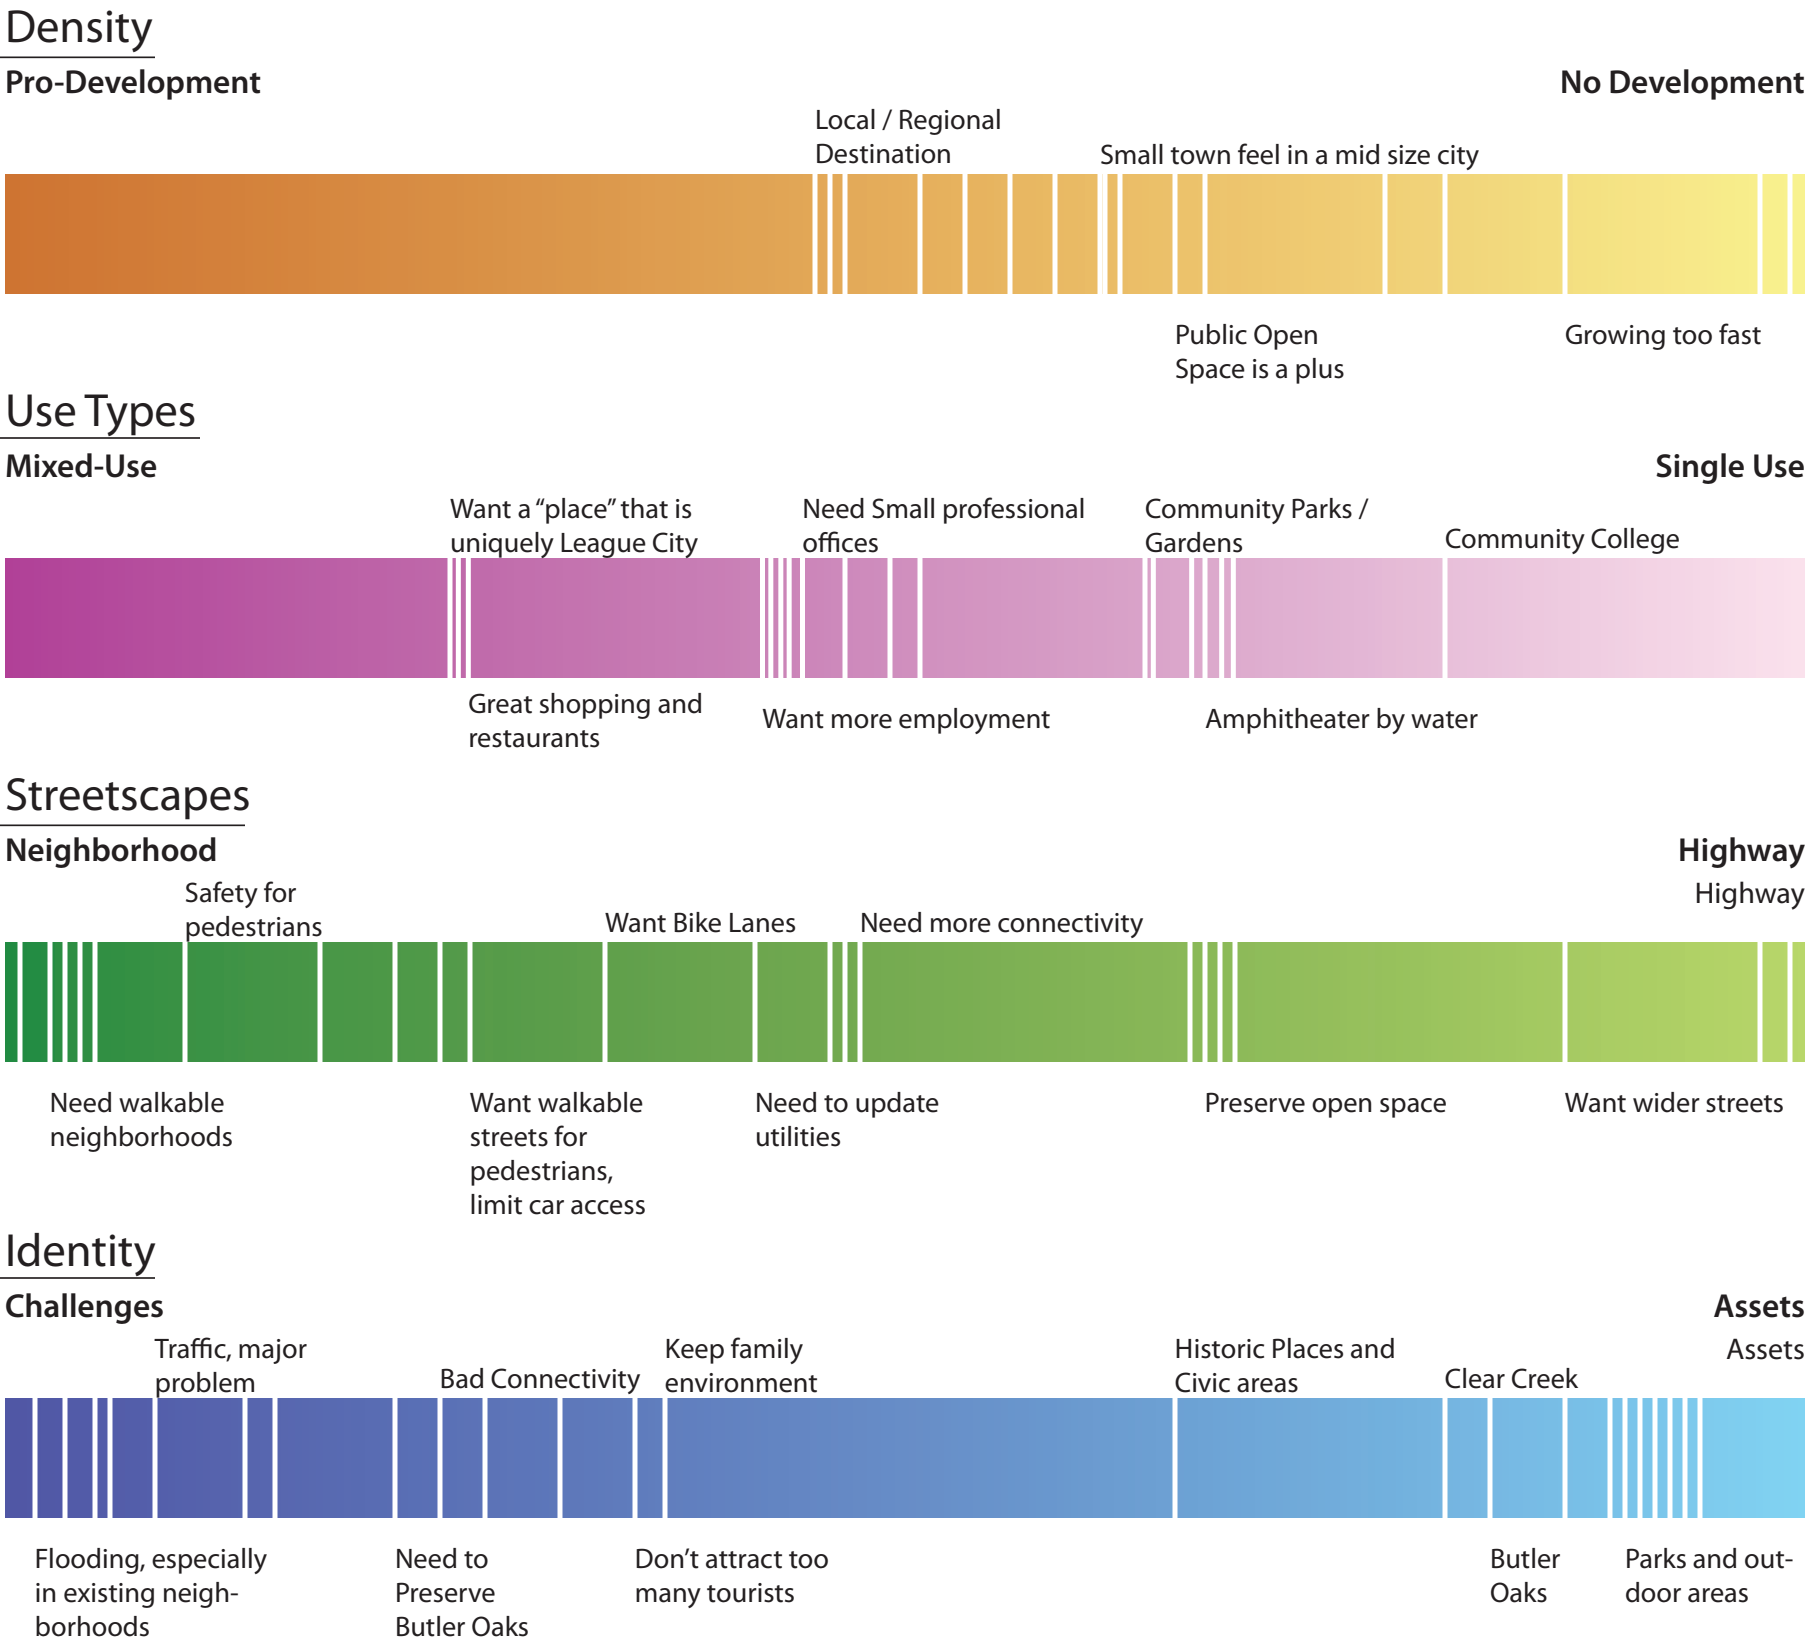 Density
Pro-Development
No Development
Local / Regional
Destination
Small town feel in a mid size city
Public Open
Space is a plus
Growing too fast
Use Types
Mixed-Use
Single Use
Want a “place” that is
uniquely League City
Need Small professional
offices
Community Parks /
Gardens
Community College
Great shopping and
restaurants
Want more employment
Amphitheater by water
Streetscapes
Neighborhood
Highway
Safety for
pedestrians
Want Bike Lanes
Need more connectivity
Highway
Need walkable
neighborhoods
Want walkable
streets for
pedestrians,
limit car access
Need to update
utilities
Preserve open space
Want wider streets
Identity
Challenges
Assets
Traffic, major
problem
Bad Connectivity
Keep family
environment
Historic Places and
Civic areas
Clear Creek
Assets
Flooding, especially
in existing neigh-
borhoods
Need to
Preserve
Butler Oaks
Don’t attract too
many tourists
Butler
Oaks
Parks and out-
door areas